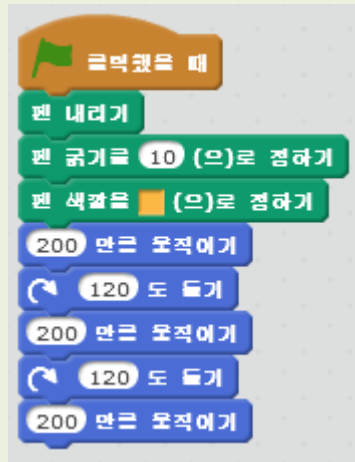 클릭했을 때
펜 내리기
펜 굵기를 10 (으)로 정하기
펜 색깔을 (으)로 정하기
200 만큼 움직이기
120 도 돌기
200 만큼 움직이기
120 도 돌기
200 만큼 움직이기